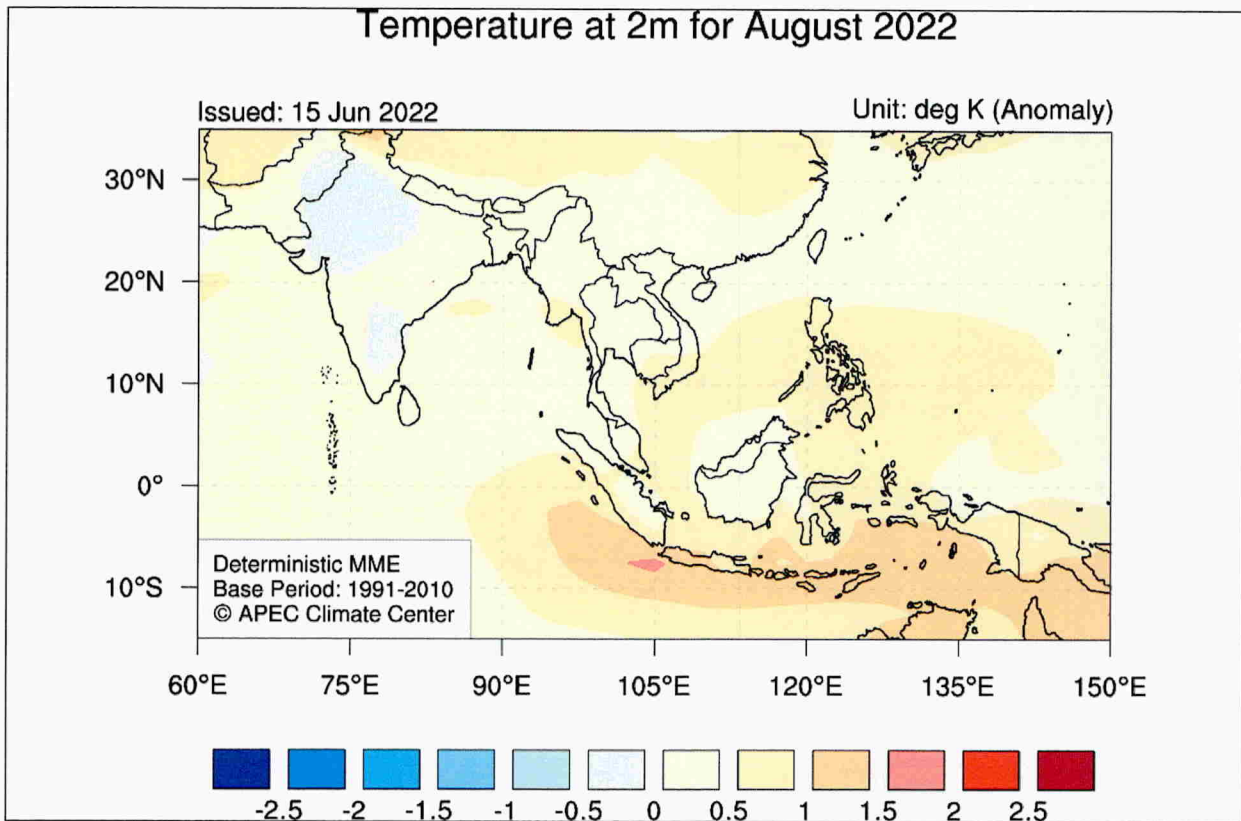 Temperature at 2m for August 2022
Issued: 15 Jun 2022
Unit: deg K (Anomaly)
30°N
20°N
10°N
0°
10°S
Deterministic MME
Base Period: 1991-2010
© APEC Climate Center
60°E 75°E 90°E 105°E 120°E 135°E 150°E
-2.5 -2 -1.5 -1 -0.5 0 0.5 1 1.5 2 2.5